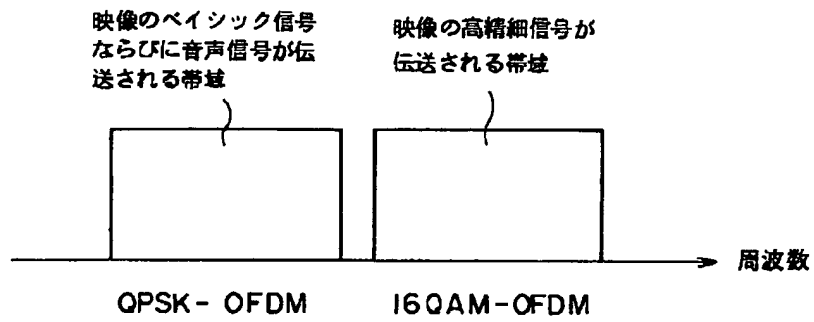 映像のベイシック信号
ならびに音声信号が伝
送される帯域
映像の高精細信号が
伝送される帯域
周波数
QPSK-OFDM
16QAM-OFDM